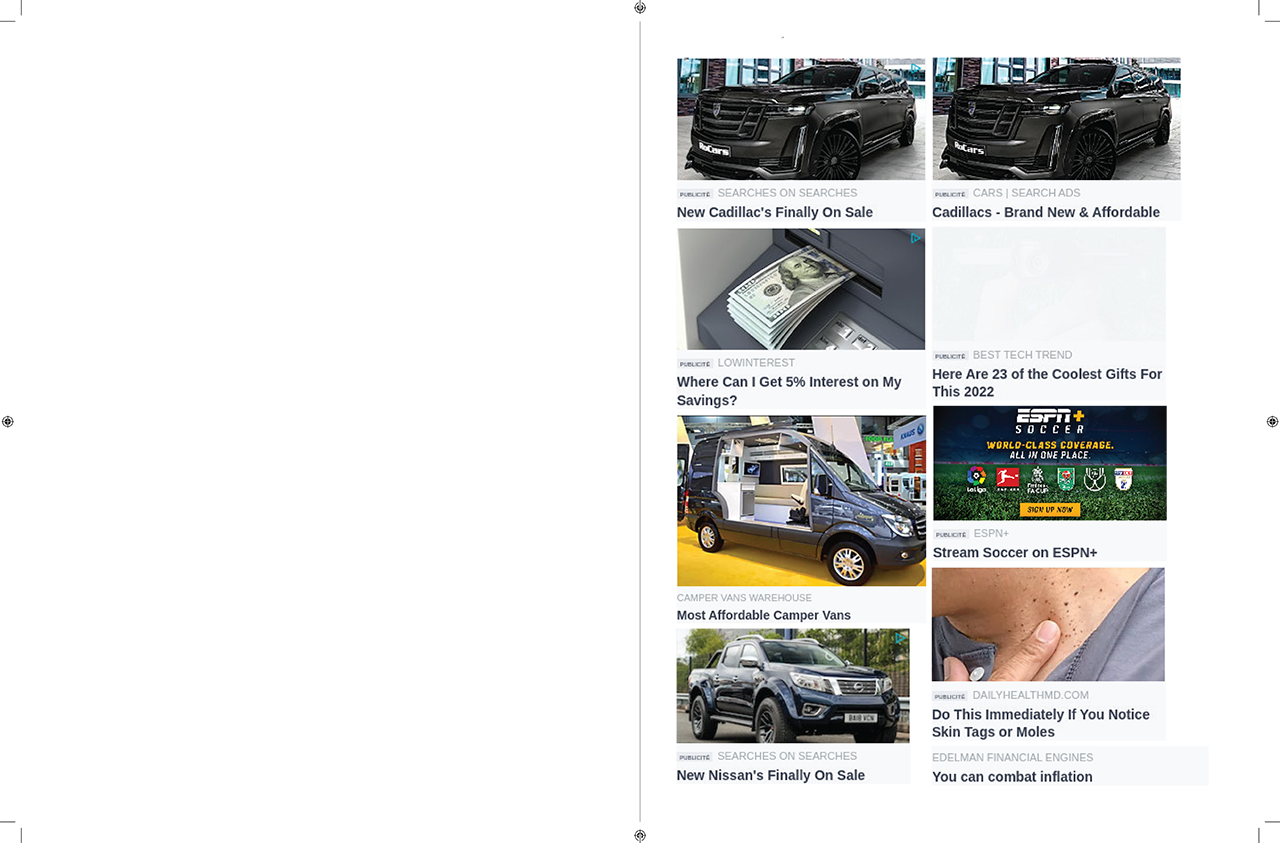 RoCars
PUBLICITÉ SEARCHES ON SEARCHES
New Cadillac's Finally On Sale
PUBLICITÉ LOWINTEREST
Where Can I Get 5% Interest on My
Savings?
CAMPER VANS WAREHOUSE
Most Affordable Camper Vans
PUBLICITÉ SEARCHES ON SEARCHES
New Nissan's Finally On Sale
RoCars
PUBLICITÉ CARS | SEARCH ADS
Cadillacs - Brand New & Affordable
PUBLICITÉ BEST TECH TREND
Here Are 23 of the Coolest Gifts For
This 2022
ESPN+
SOCCER
WORLD-CLASS COVERAGE.
ALL IN ONE PLACE.
LaLiga
FA CUP
SIGN UP NOW
PUBLICITÉ ESPN+
Stream Soccer on ESPN+
PUBLICITÉ DAILYHEALTHMD.COM
Do This Immediately If You Notice
Skin Tags or Moles
EDELMAN FINANCIAL ENGINES
You can combat inflation